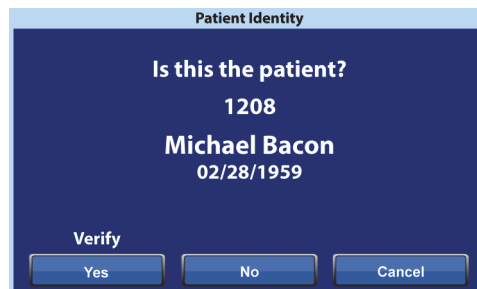 Patient Identity
Is this the patient?
1208
Michael Bacon
02/28/1959
Verify
Yes No Cancel